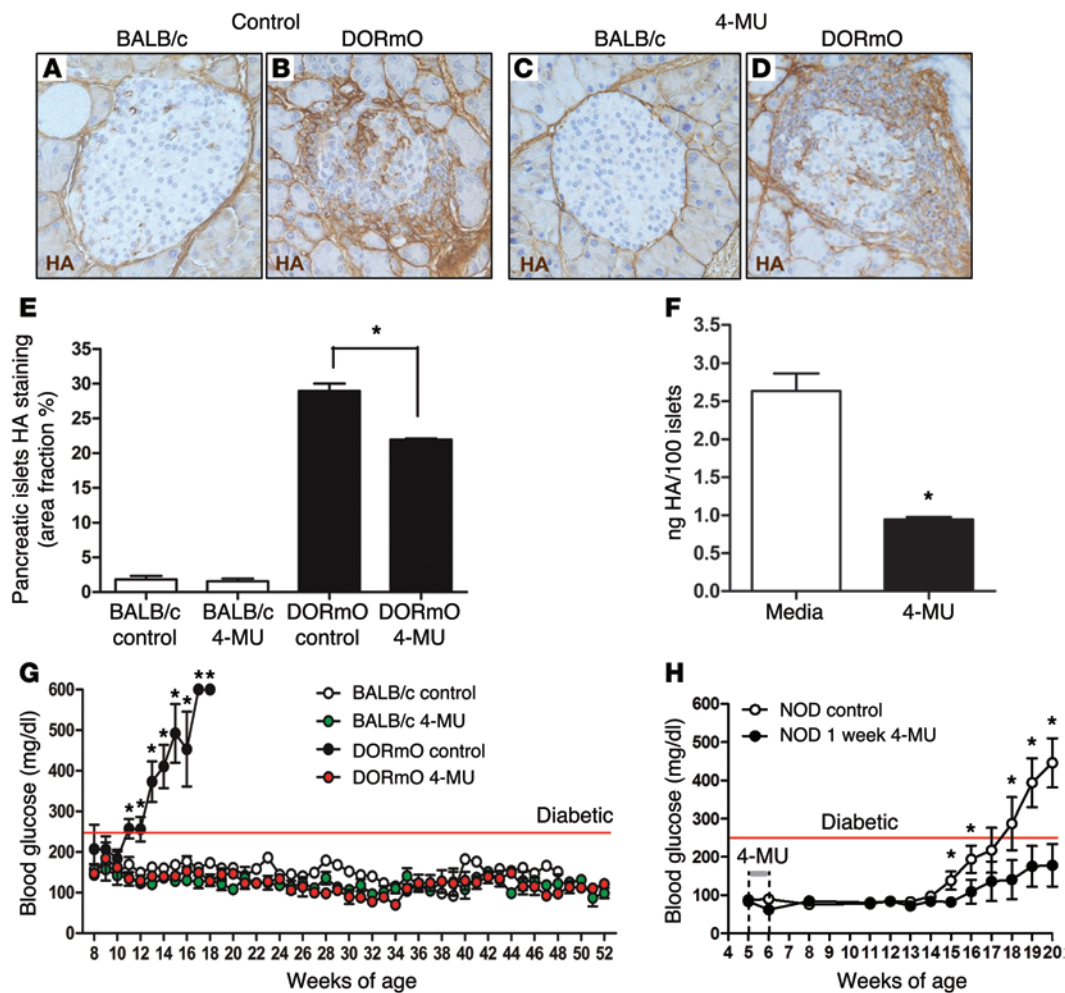 Control 4-MU
BALB/c DORmO BALB/c DORmO
A B C D
HA HA HA HA
E
Pancreatic islets HA staining
(area fraction %)
40
35
30
25
20
15
10
5
0
*
BALB/c
control
BALB/c
4-MU
DORmO
control
DORmO
4-MU
F
ng HA/100 islets
3.5
3.0
2.5
2.0
1.5
1.0
0.5
0.0
*
Media 4-MU
G
Blood glucose (mg/dl)
600
500
400
300
200
100
0
* * * * * * * *
BALB/c control
BALB/c 4-MU
DORmO control
DORmO 4-MU
Diabetic
8 10 12 14 16 18 20 22 24 26 28 30 32 34 36 38 40 42 44 46 48 50 52
Weeks of age
H
Blood glucose (mg/dl)
600
500
400
300
200
100
0
NOD control
NOD 1 week 4-MU
* * * * *
Diabetic
4-MU
4 5 6 7 8 9 10 11 12 13 14 15 16 17 18 19 20
Weeks of age